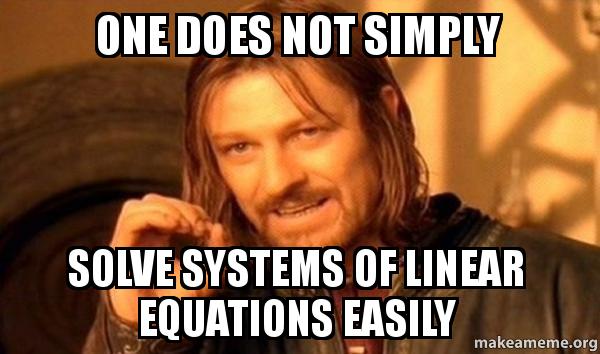 ONE DOES NOT SIMPLY
SOLVE SYSTEMS OF LINEAR
EQUATIONS EASILY
makeameme.org